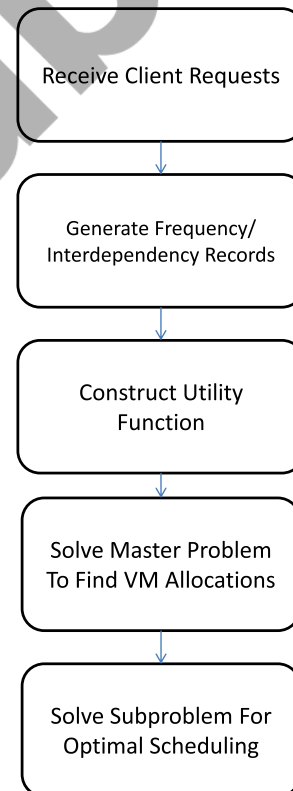 Receive Client Requests
Generate Frequency/
Interdependency Records
Construct Utility
Function
Solve Master Problem
To Find VM Allocations
Solve Subproblem For
Optimal Scheduling